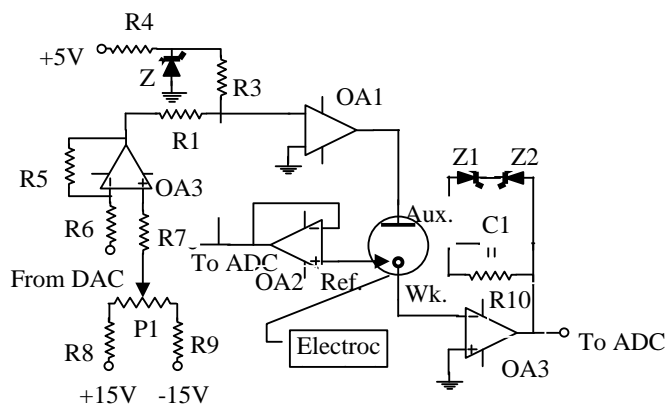 R4
+5V
Z
R3
OA1
R1
Z1 Z2
R5
OA3
R6
R7
Aux.
C1
To ADC
OA2
Ref.
From DAC
R10
Wk.
P1
R8
R9
Electroc
To ADC
OA3
+15V -15V